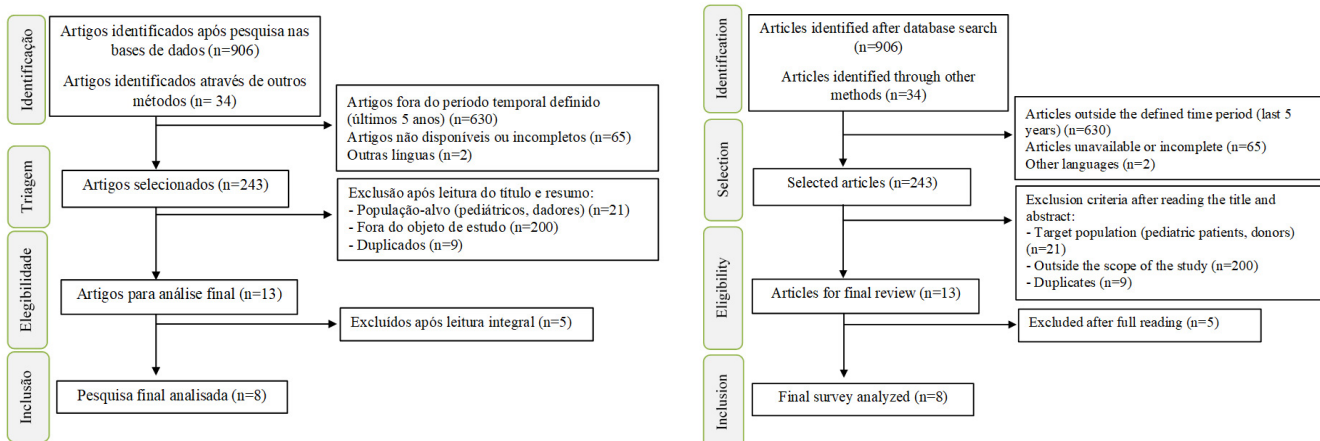 Identificação
Artigos identificados após pesquisa nas
bases de dados (n=906)
Artigos identificados através de outros
métodos (n= 34)
Artigos fora do período temporal definido
(últimos 5 anos) (n=630)
Artigos não disponíveis ou incompletos (n=65)
Outras línguas (n=2)
Triagem
Artigos selecionados (n=243)
Exclusão após leitura do título e resumo:
- População-alvo (pediátricos, dadores) (n=21)
- Fora do objeto de estudo (n=200)
- Duplicados (n=9)
Elegibilidade
Artigos para análise final (n=13)
Excluídos após leitura integral (n=5)
Inclusão
Pesquisa final analisada (n=8)
Identification
Articles identified after database search
(n=906)
Articles identified through other
methods (n=34)
Articles outside the defined time period (last 5
years) (n=630)
Articles unavailable or incomplete (n=65)
Other languages (n=2)
Selection
Selected articles (n=243)
Exclusion criteria after reading the title and
abstract:
- Target population (pediatric patients, donors)
(n=21)
- Outside the scope of the study (n=200)
- Duplicates (n=9)
Eligibility
Articles for final review (n=13)
Excluded after full reading (n=5)
Inclusion
Final survey analyzed (n=8)